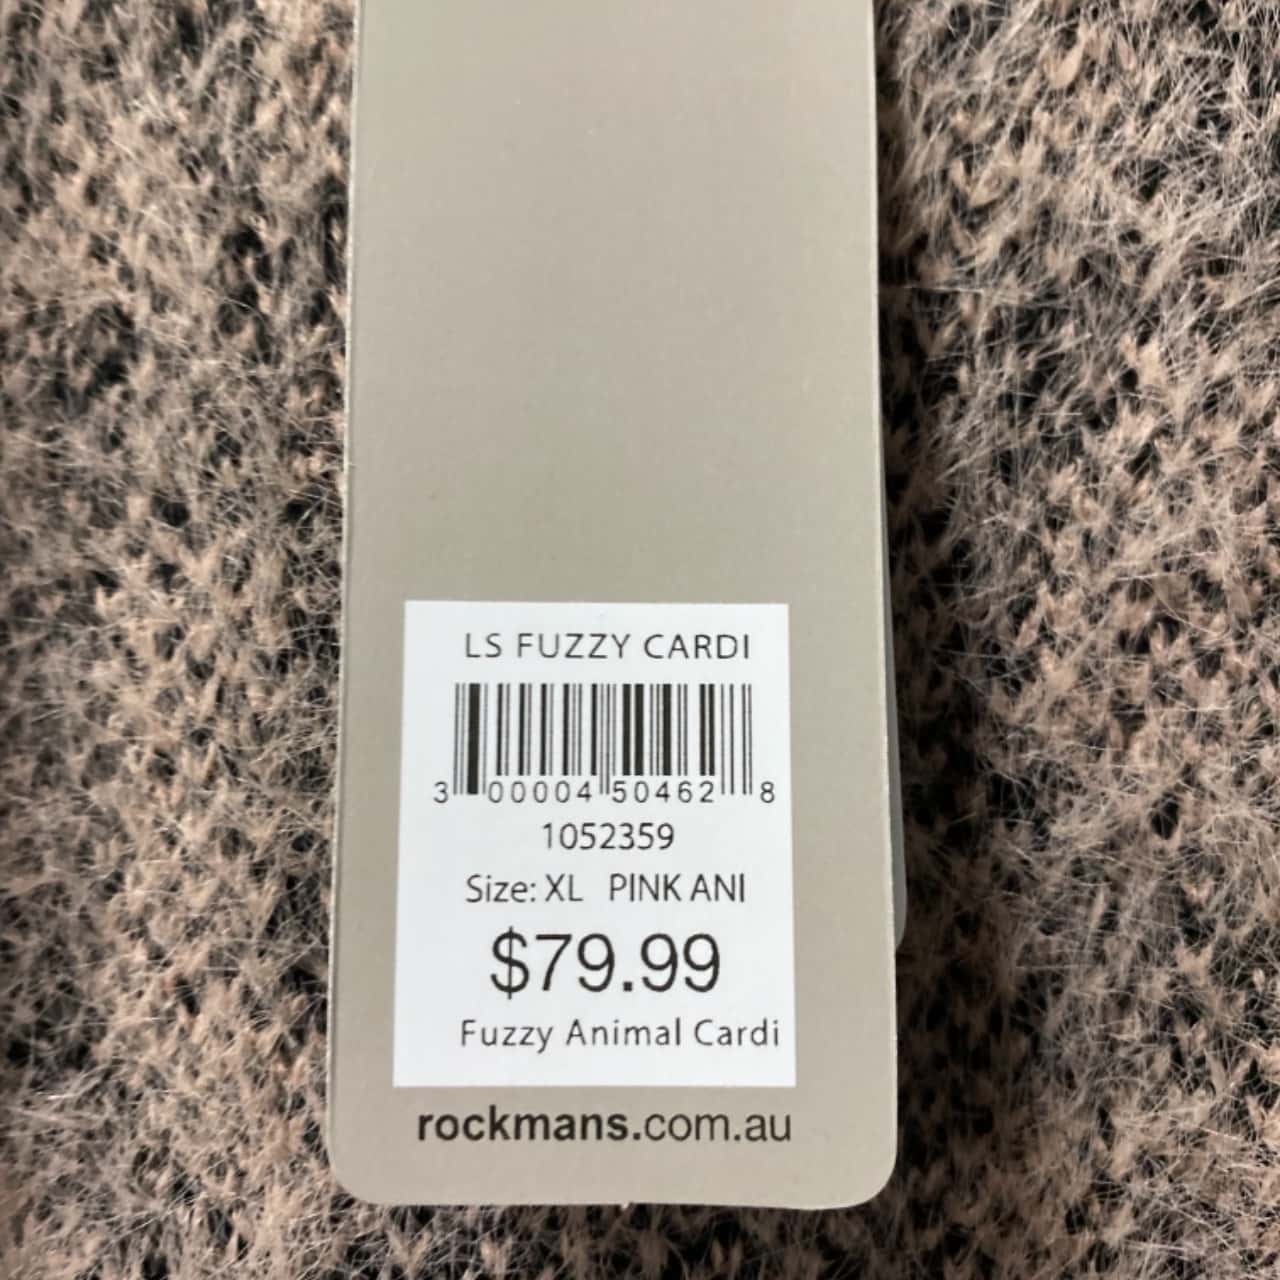 LS FUZZY CARDI
3 00004 50462 8
1052359
Size: XL PINK ANI
$79.99
Fuzzy Animal Cardi
rockmans.com.au